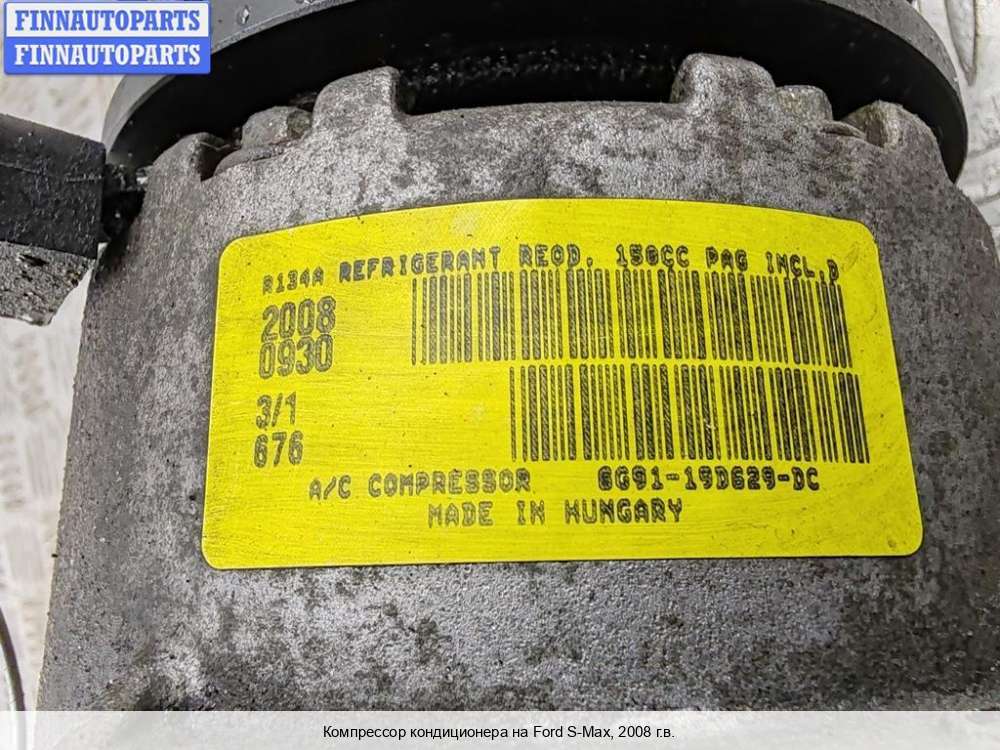 FINNAUTOPARTS
FINNAUTOPARTS
R134A REFRIGERANT REQD. 150CC PAG INCL.D
2008
0930
3/1
676
A/C COMPRESSOR 6G91-19D629-DC
MADE IN HUNGARY
Компрессор кондиционера на Ford S-Max, 2008 г.в.